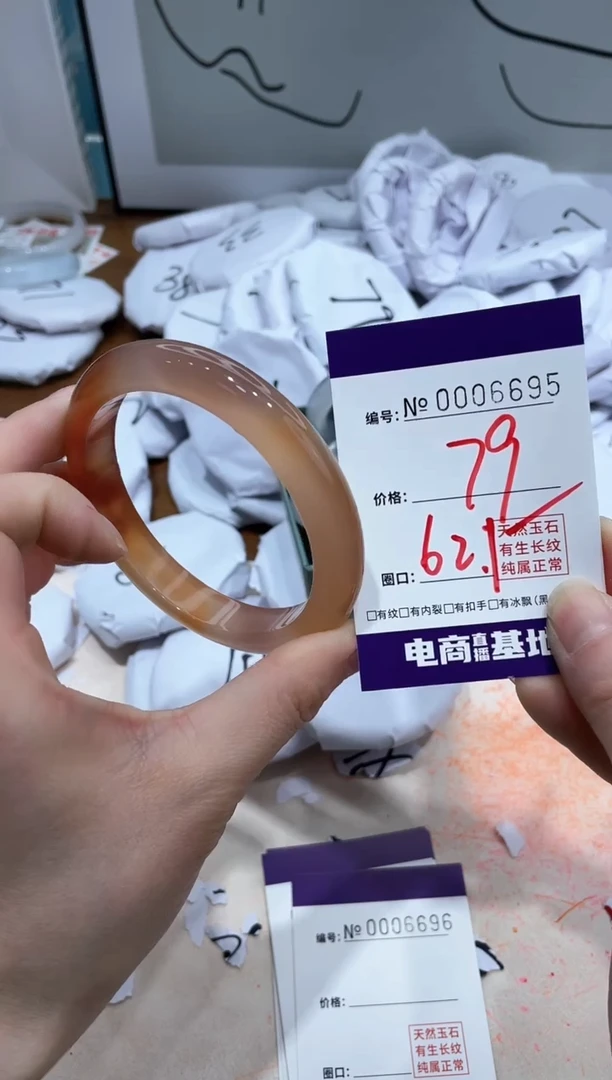 38
编号: № 0006695
价格: 79
圈口: 62.1
天然玉石
有生长纹
纯属正常
□有纹□有内裂□有扣手□有冰飘(黑
电商直播基地
编号: № 0006696
价格:
天然玉石
有生长纹
纯属正常
圈口: